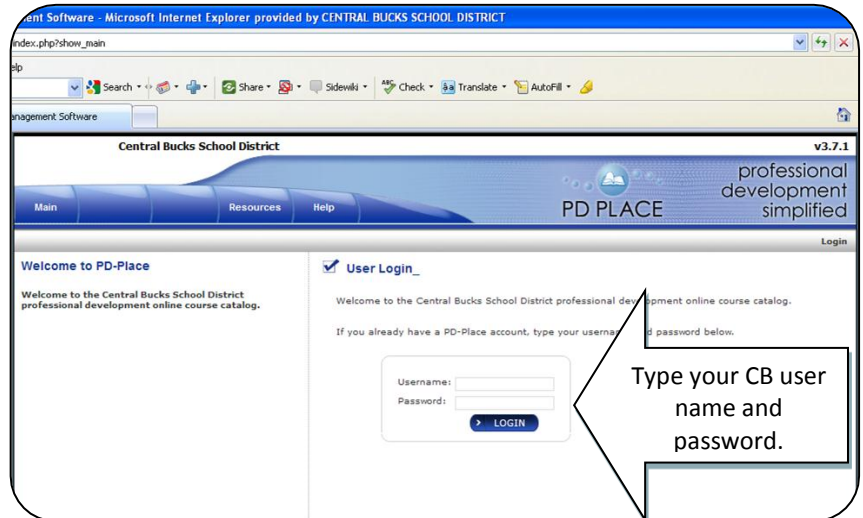 ent Software - Microsoft Internet Explorer provided by CENTRAL BUCKS SCHOOL DISTRICT
index.php?show_main
elp
Search Share Sidewiki ABC Check Translate AutoFill
anagement Software
Central Bucks School District v3.7.1
Main Resources Help
PD PLACE
professional
development
simplified
Login
Welcome to PD-Place
Welcome to the Central Bucks School District
professional development online course catalog.
User Login_
Welcome to the Central Bucks School District professional development online course catalog.
If you already have a PD-Place account, type your username d password below.
Username:
Password:
> LOGIN
Type your CB user
name and
password.